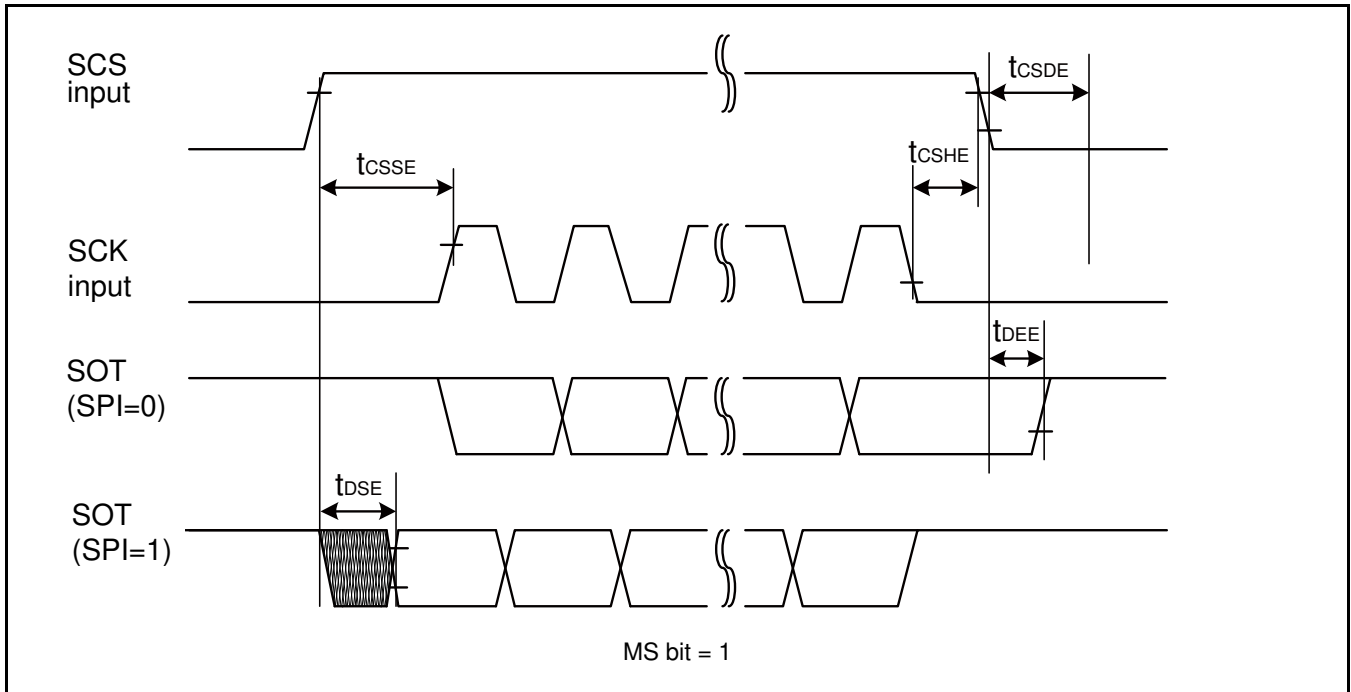 SCS
input
tCSDE
tCSHE
tCSSE
SCK
input
tDEE
SOT
(SPI=0)
tDSE
SOT
(SPI=1)
MS bit = 1